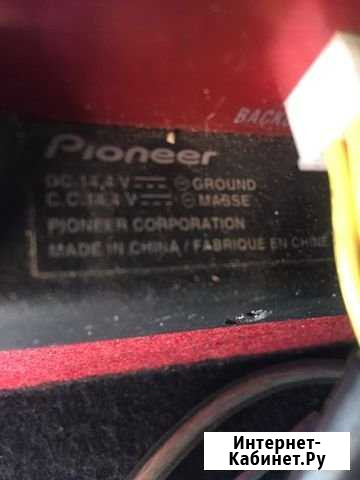 BACK
Pioneer
DC 14,4 V ⎓ ⊖ GROUND
C.C. 14,4 V ⎓ ⊖ MASSE
PIONEER CORPORATION
MADE IN CHINA / FABRIQUE EN CHINE
Интернет-
Кабинет.Ру